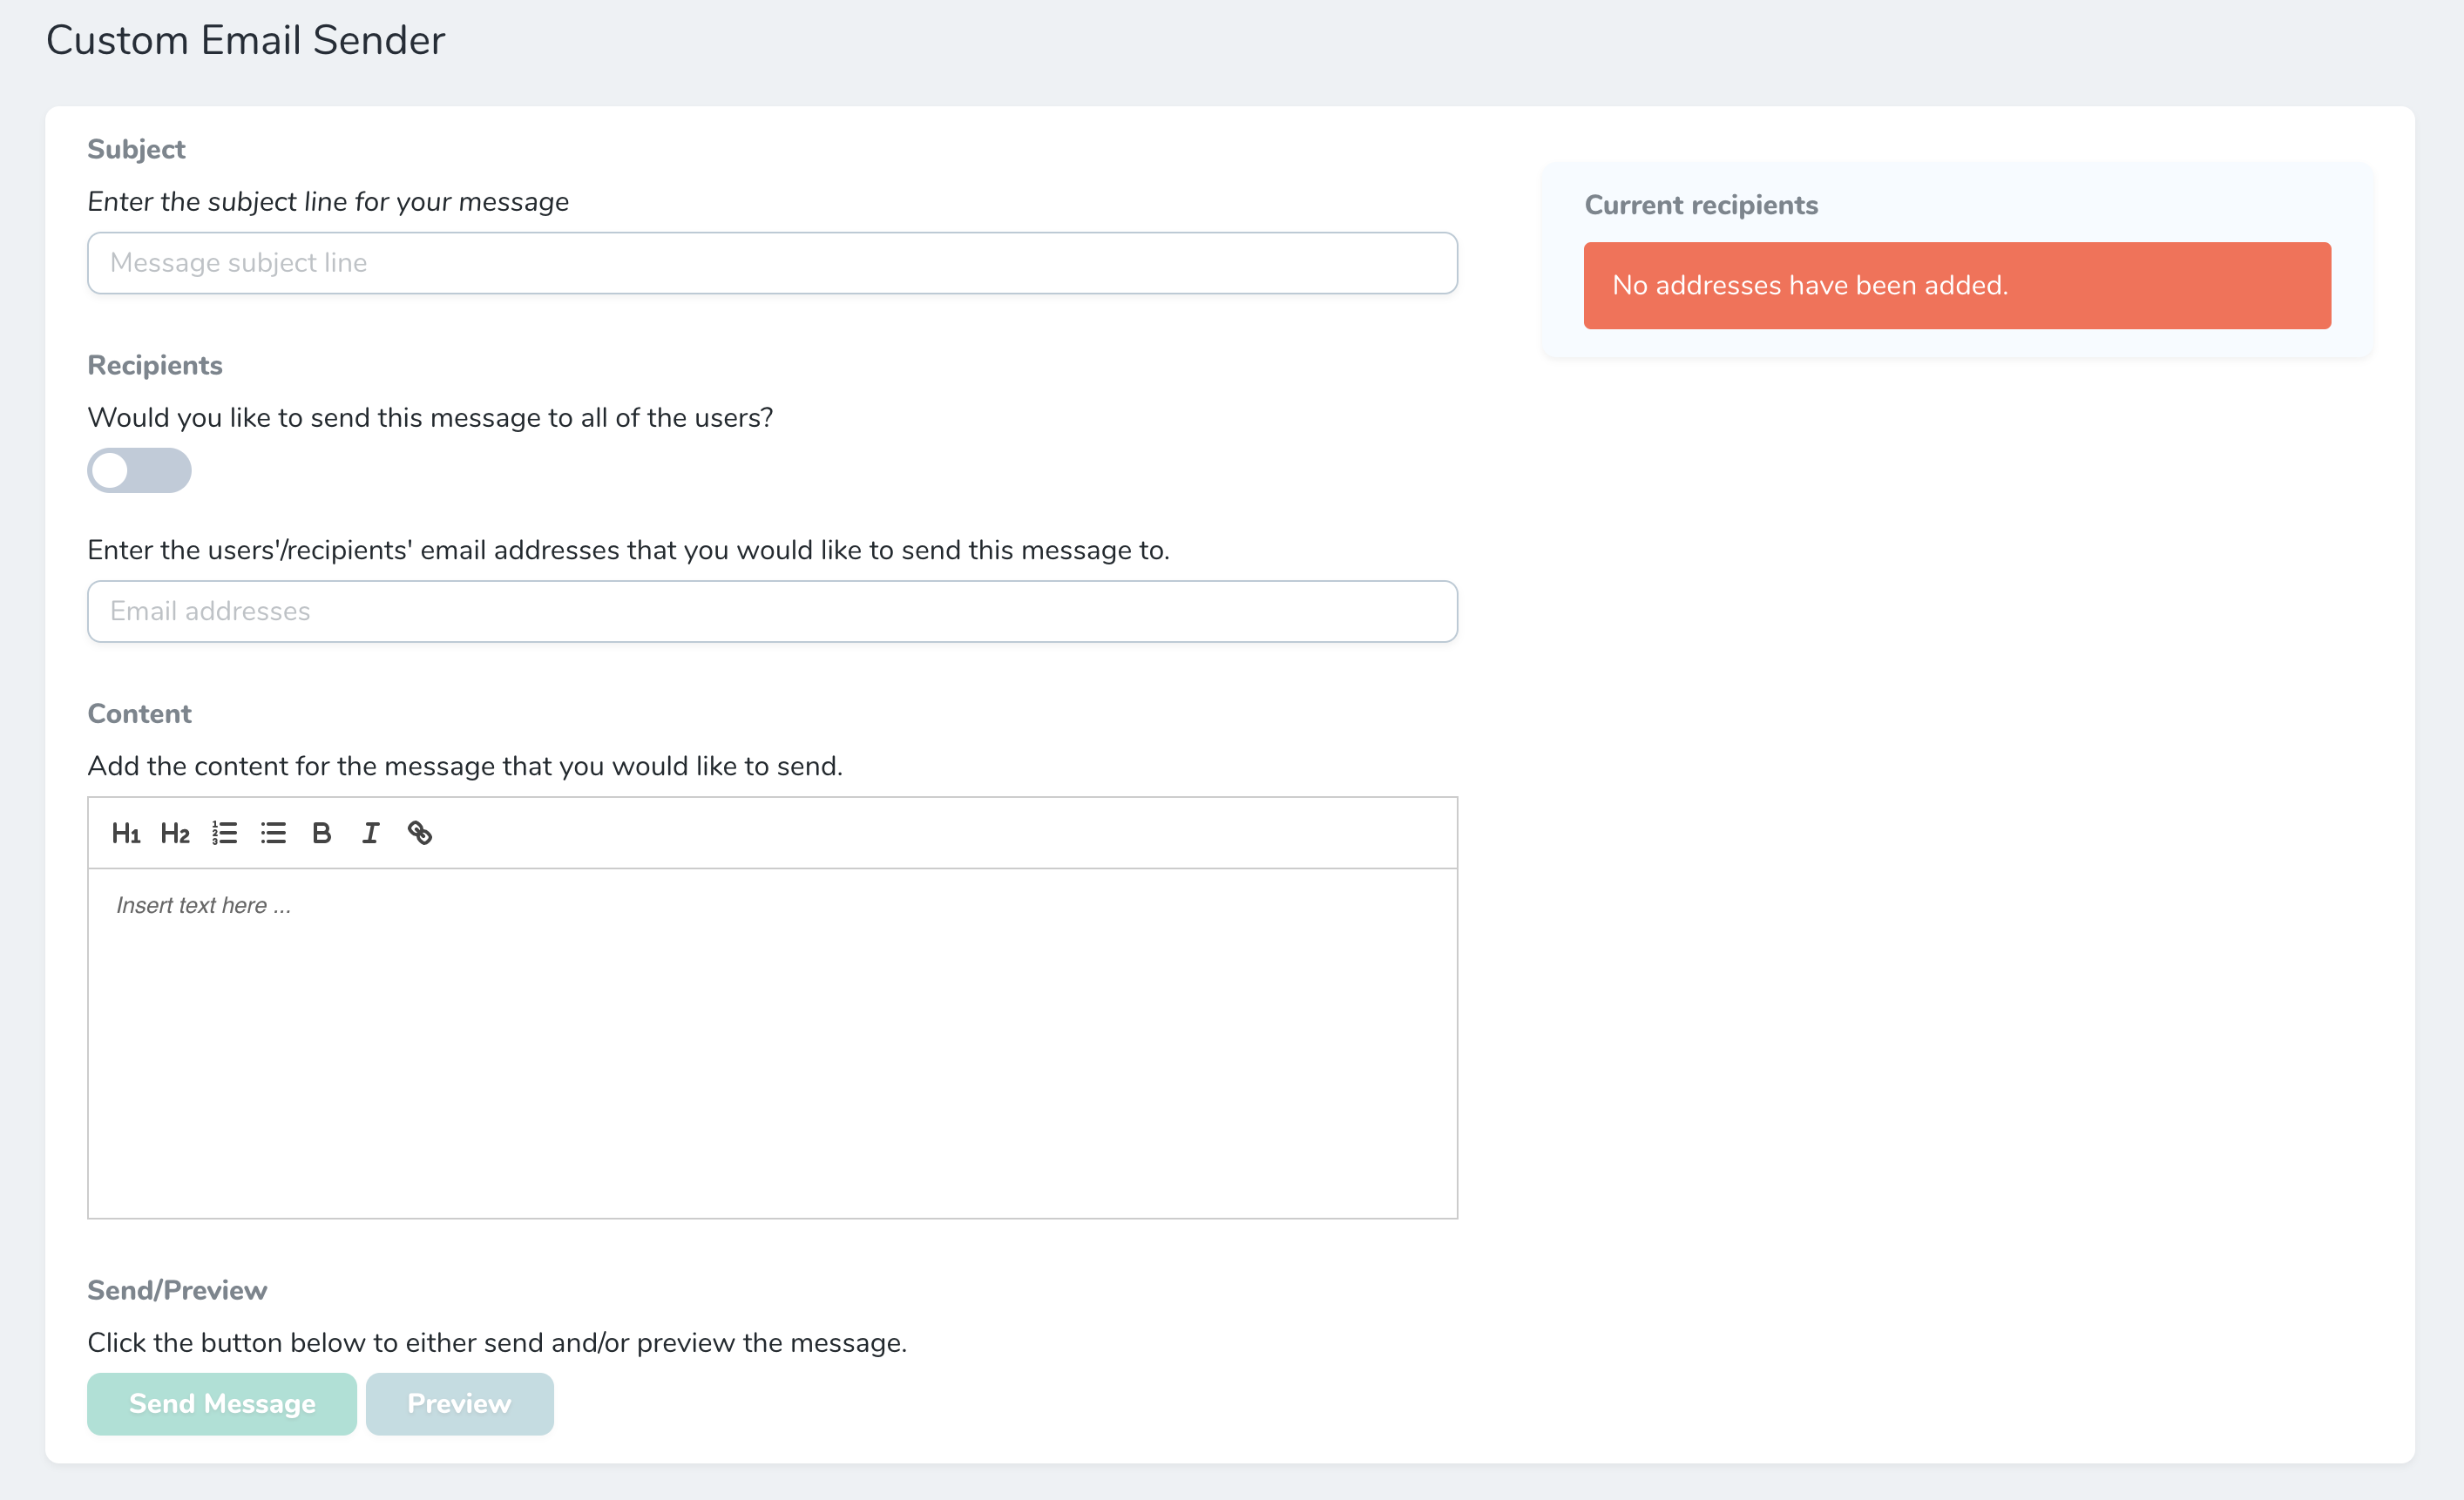 Custom Email Sender
Subject
Enter the subject line for your message
Message subject line
Recipients
Would you like to send this message to all of the users?
Enter the users'/recipients' email addresses that you would like to send this message to.
Email addresses
Content
Add the content for the message that you would like to send.
H1 H2 B I
Insert text here ...
Send/Preview
Click the button below to either send and/or preview the message.
Send Message Preview
Current recipients
No addresses have been added.